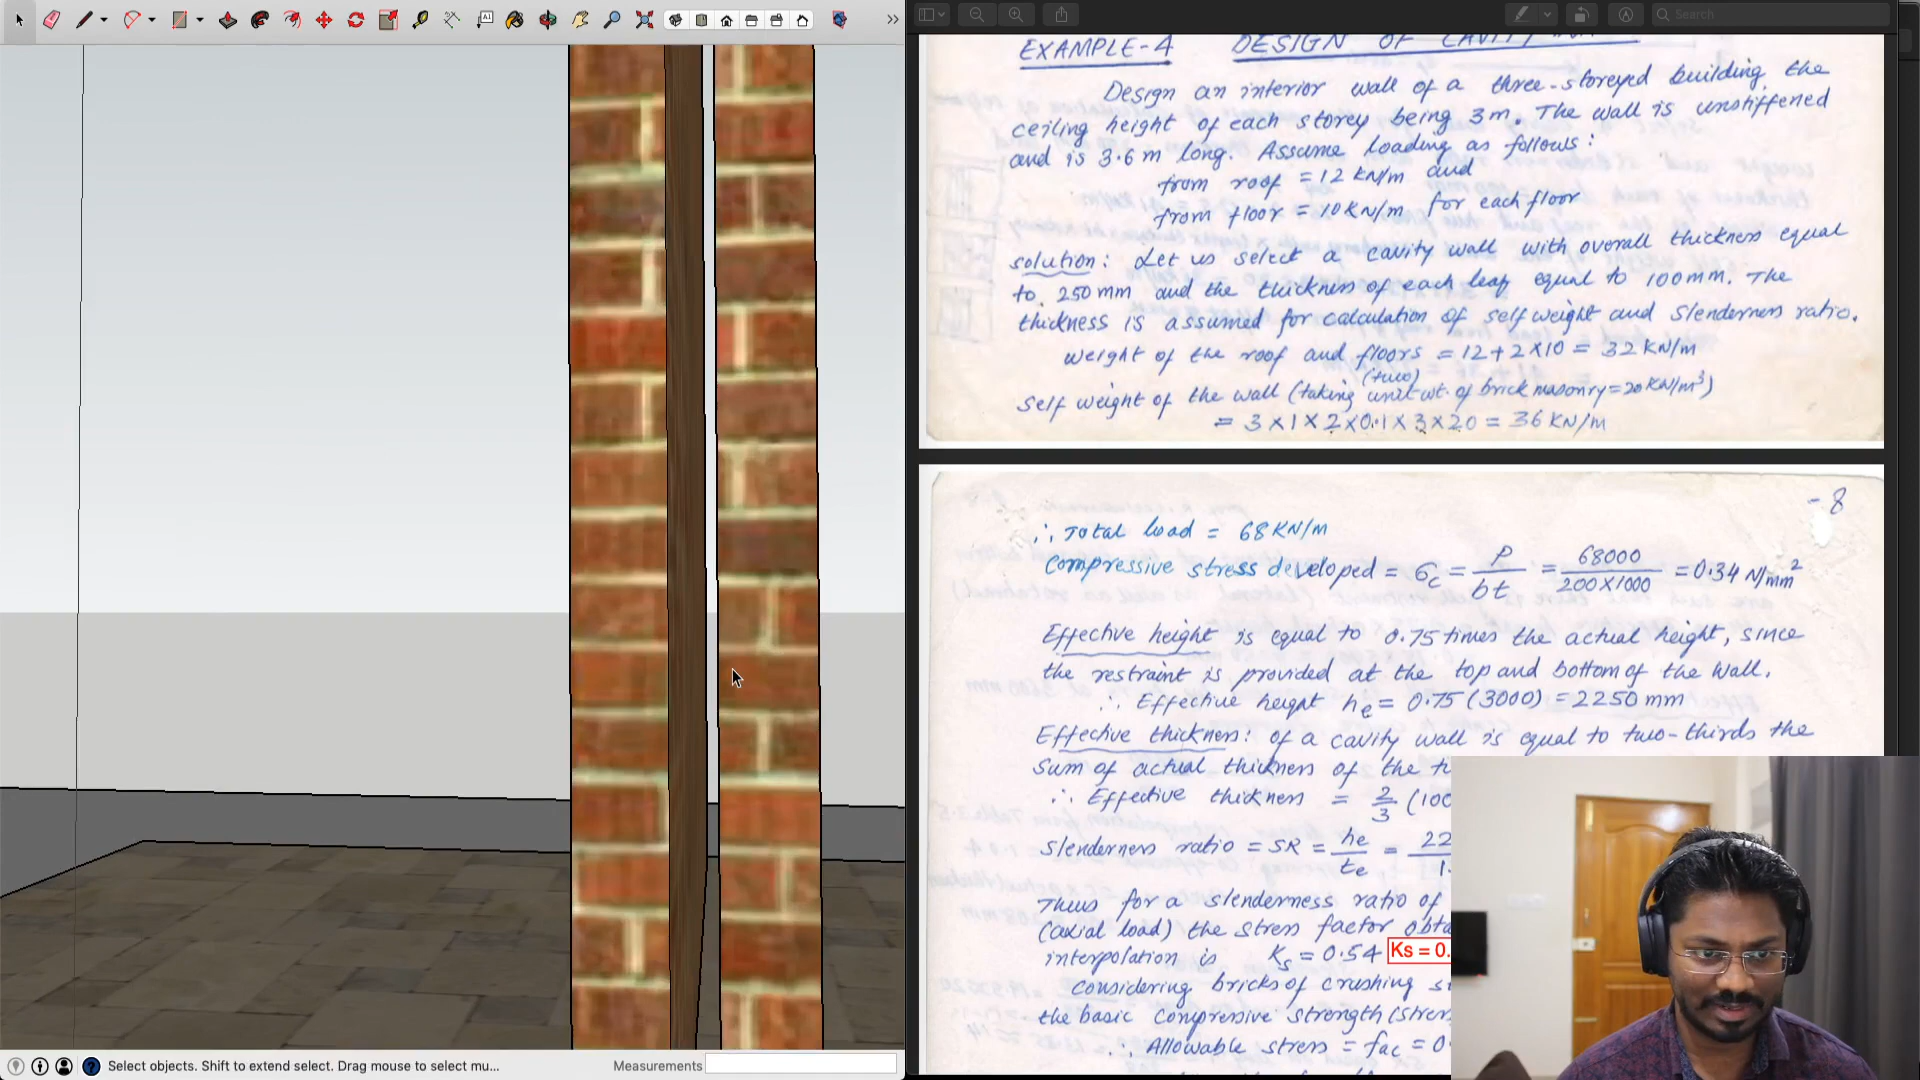 Search
EXAMPLE-4 DESIGN OF CAVITY
Design an interior wall of a three-storeyed building, the
ceiling height of each storey being 3m. The wall is unstiffened
and is 3.6 m long. Assume loading as follows:
from roof = 12 KN/m and
from floor = 10 KN/m for each floor
solution: Let us select a cavity wall with overall thickness equal
to 250 mm and the thickness of each leaf equal to 100 mm. The
thickness is assumed for calculation of self weight and slenderness ratio.
weight of the roof and floors = 12+2×10 = 32 KN/m
(two)
Self weight of the wall (taking unit wt. of brick masonry = 20 KN/m³)
= 3×1×2×0.1×3×20 = 36 KN/m
- 8
∴ Total load = 68 KN/m
Compressive stress developed = σc = P/bt = 68000/200×1000 = 0.34 N/mm²
Effective height is equal to 0.75 times the actual height, since
the restraint is provided at the top and bottom of the wall.
∴ Effective height he = 0.75 (3000) = 2250 mm
Effective thickness: of a cavity wall is equal to two-thirds the
sum of actual thickness of the
∴ Effective thickness = 2/3 (100
slenderness ratio = SR = he/te = 22
Thus for a slenderness ratio of
(axial load) the stress factor
interpolation is Ks = 0.54 Ks = 0.
Considering bricks of crushing
the basic compressive strength (stress
∴ Allowable stress = fac = 0
Select objects. Shift to extend select. Drag mouse to select mu... Measurements